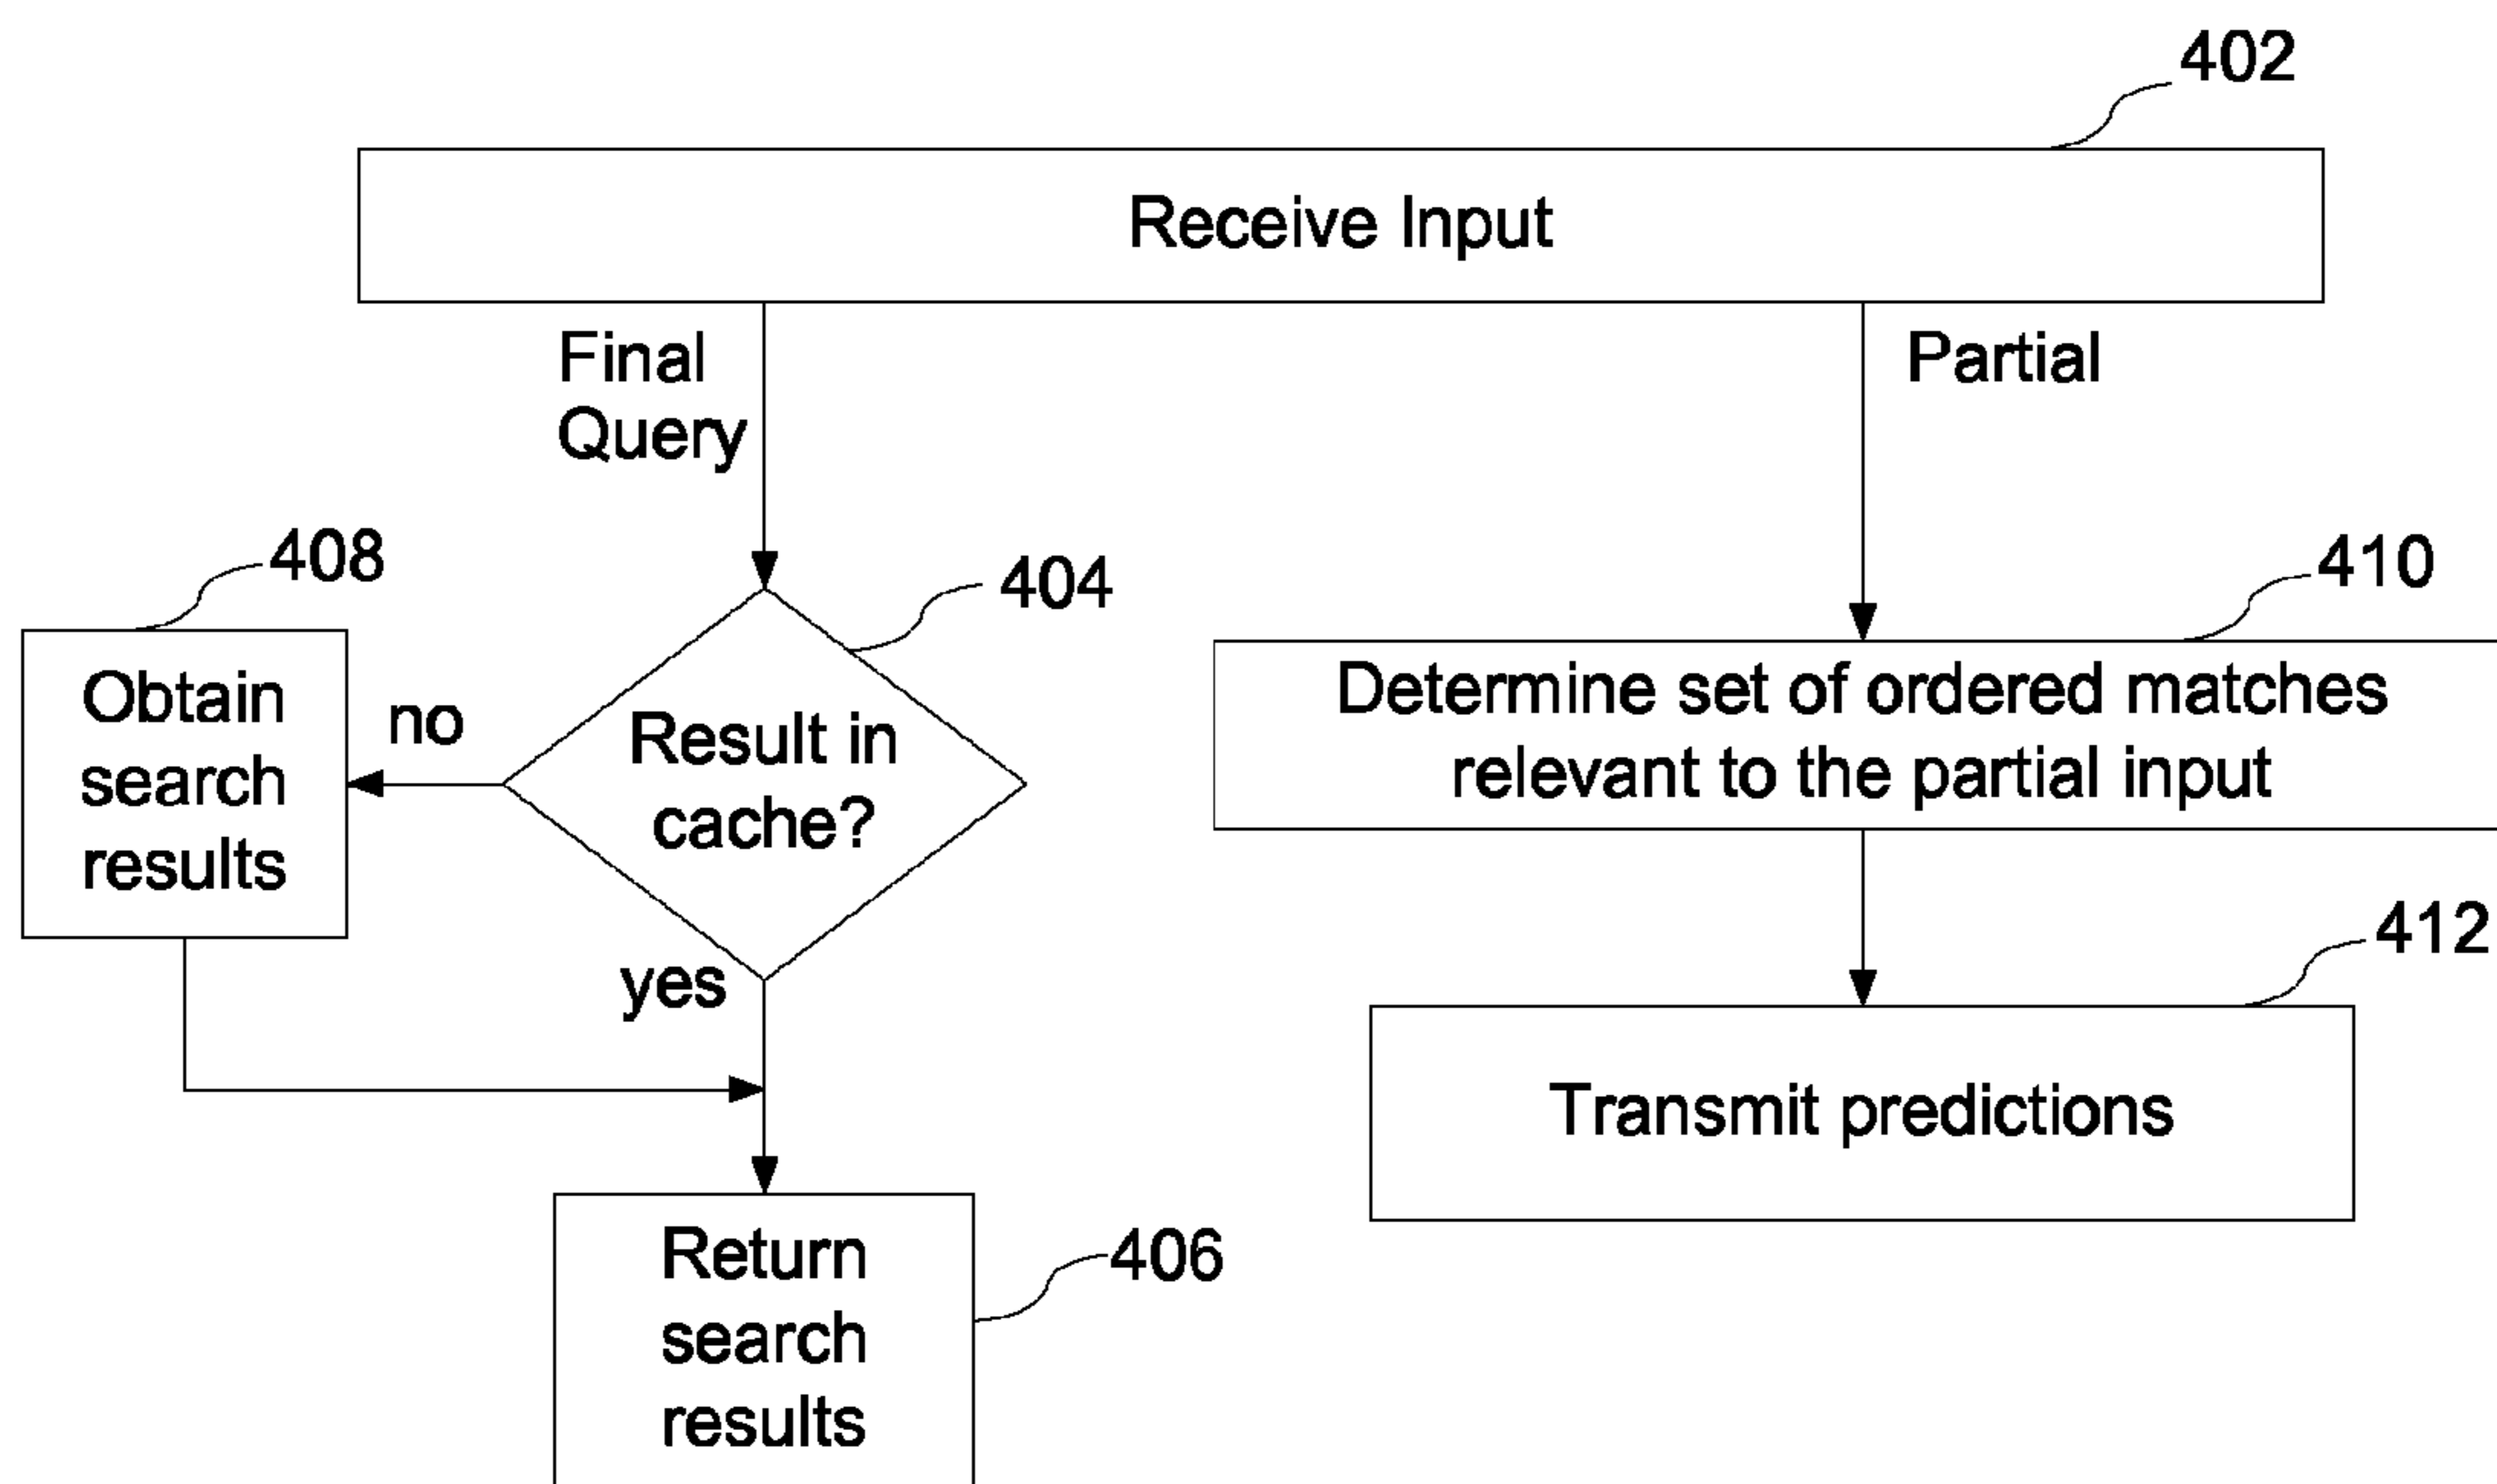 402
Receive Input
Final
Query
Partial
408
404
410
Obtain
search
results
no
Result in
cache?
yes
Determine set of ordered matches
relevant to the partial input
412
Transmit predictions
Return
search
results
406